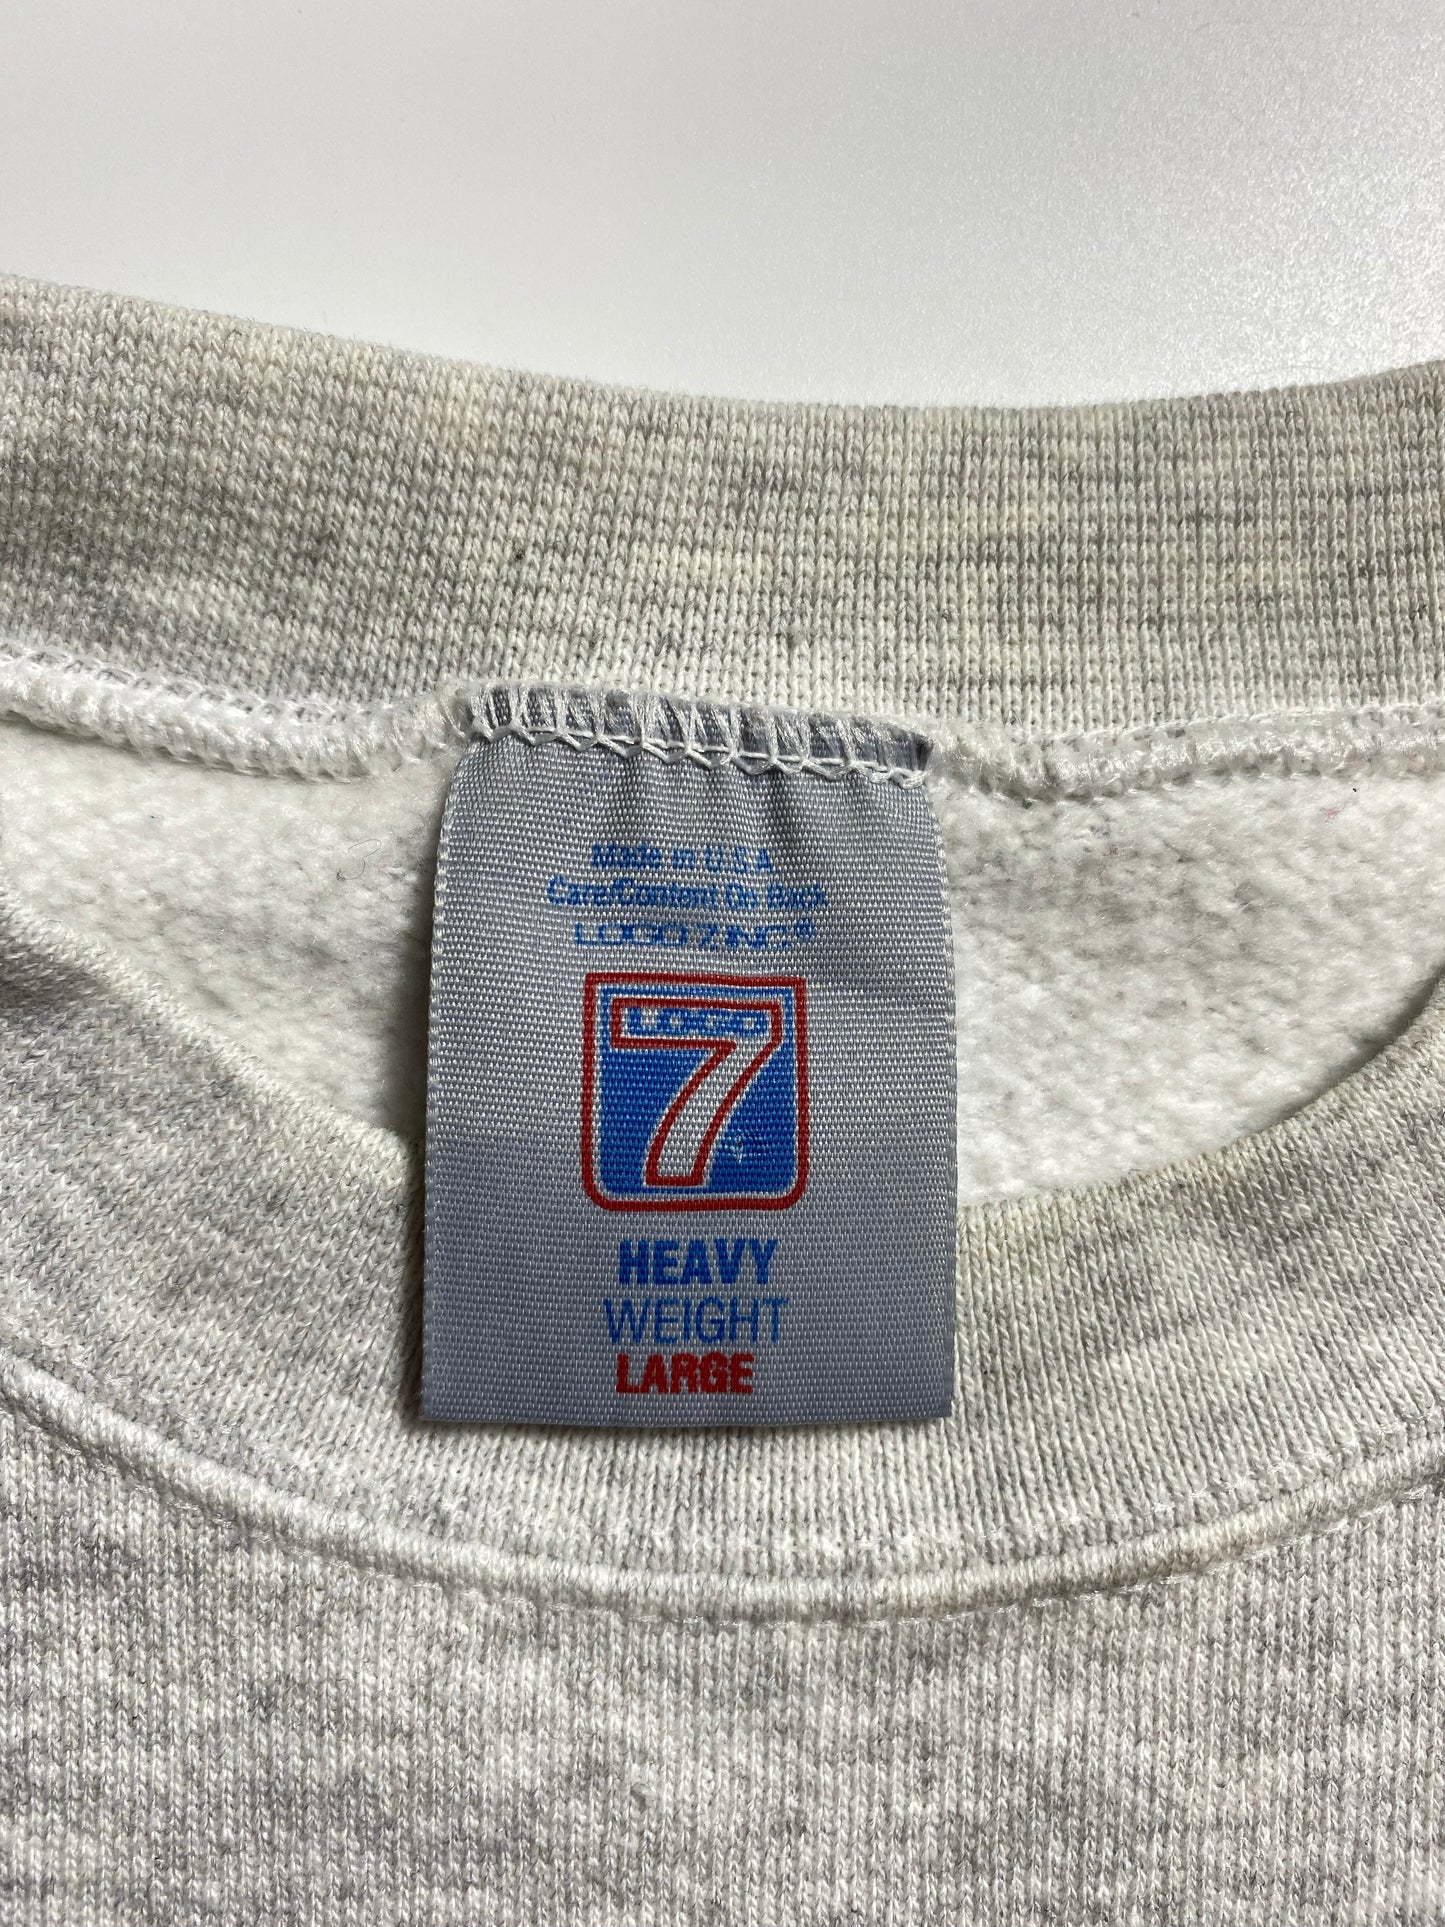 Made in U.S.A
Care/Content On Back
LOGO 7, INC.®
LOGO
7
HEAVY
WEIGHT
LARGE